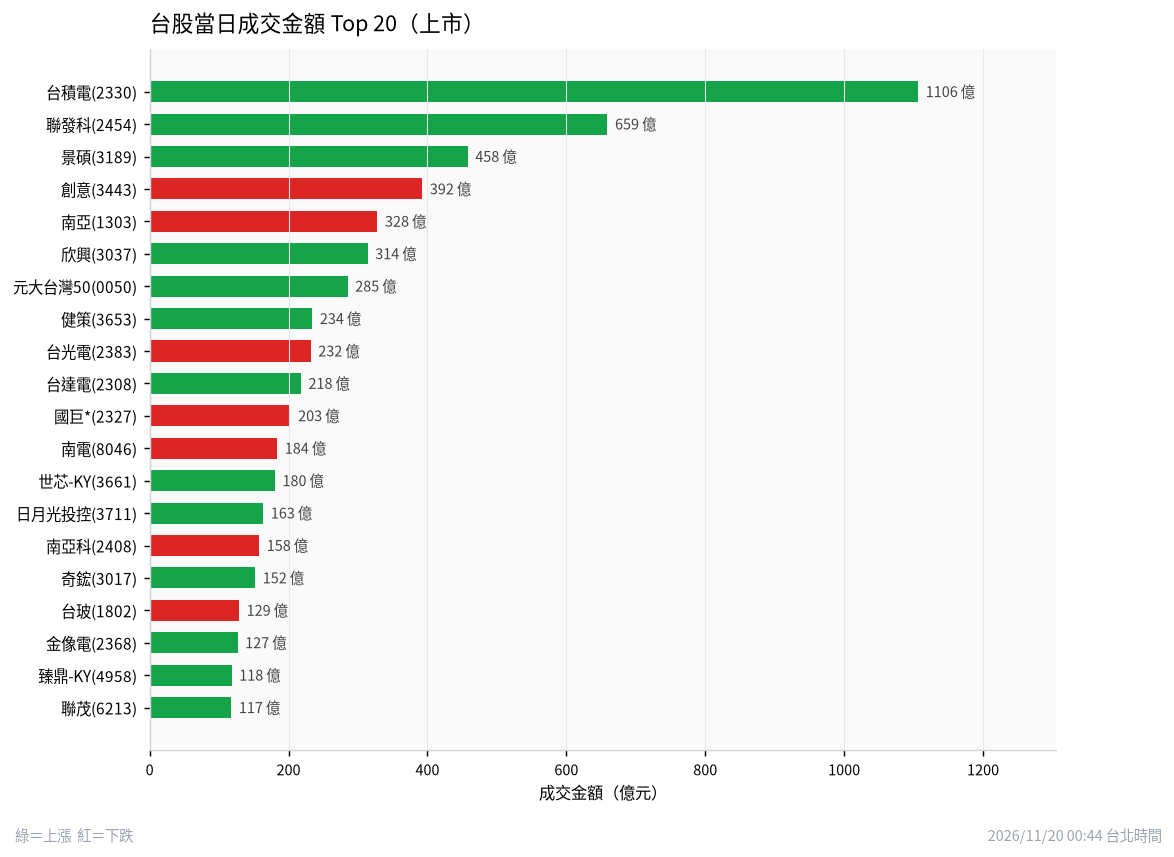 台股當日成交金額 Top 20（上市）
台積電(2330) 1106 億
聯發科(2454) 659 億
景碩(3189) 458 億
創意(3443) 392 億
南亞(1303) 328 億
欣興(3037) 314 億
元大台灣50(0050) 285 億
健策(3653) 234 億
台光電(2383) 232 億
台達電(2308) 218 億
國巨*(2327) 203 億
南電(8046) 184 億
世芯-KY(3661) 180 億
日月光投控(3711) 163 億
南亞科(2408) 158 億
奇鋐(3017) 152 億
台玻(1802) 129 億
金像電(2368) 127 億
臻鼎-KY(4958) 118 億
聯茂(6213) 117 億
0 200 400 600 800 1000 1200
成交金額（億元）
綠＝上漲 紅＝下跌
2026/11/20 00:44 台北時間